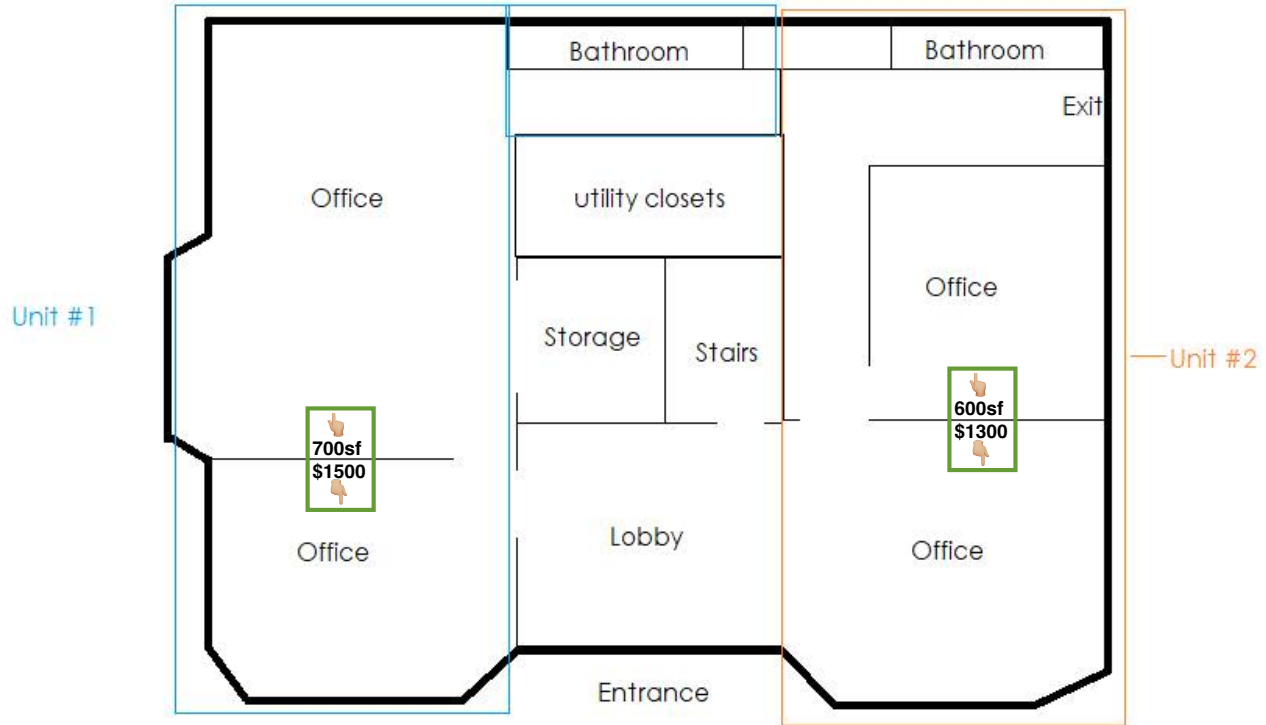 Bathroom
Bathroom
Exit
Office
utility closets
Office
Unit #1
Storage
Stairs
Unit #2
600sf
$1300
700sf
$1500
Lobby
Office
Office
Entrance